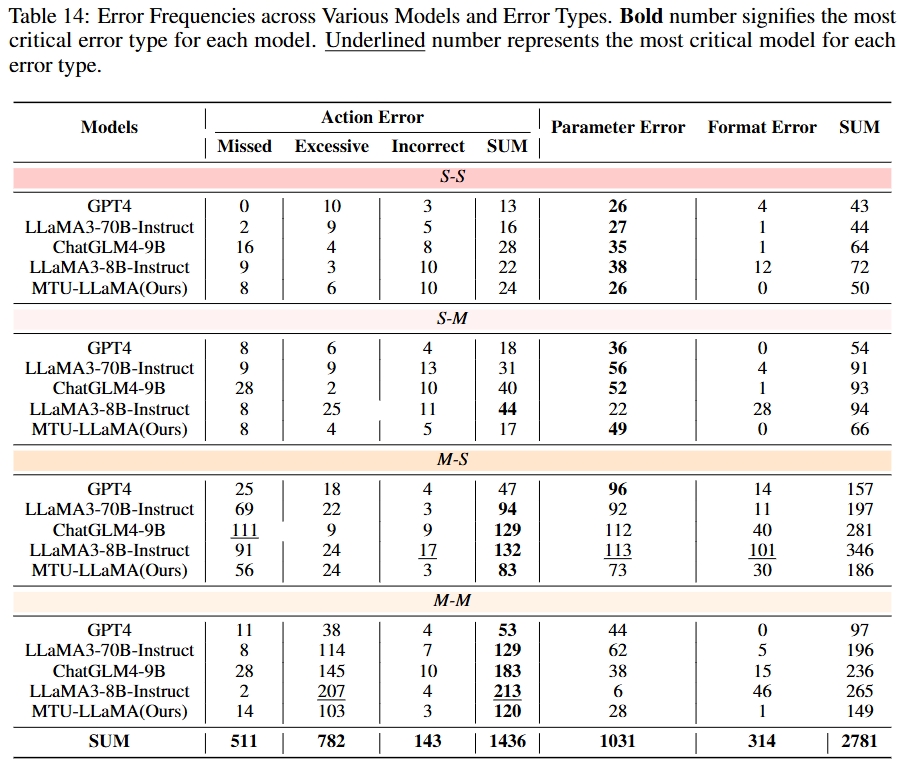 Table 14: Error Frequencies across Various Models and Error Types. Bold number signifies the most
critical error type for each model. Underlined number represents the most critical model for each
error type.
Models Action Error Parameter Error Format Error SUM
Missed Excessive Incorrect SUM
S-S
GPT4 0 10 3 13 26 4 43
LLaMA3-70B-Instruct 2 9 5 16 27 1 44
ChatGLM4-9B 16 4 8 28 35 1 64
LLaMA3-8B-Instruct 9 3 10 22 38 12 72
MTU-LLaMA(Ours) 8 6 10 24 26 0 50
S-M
GPT4 8 6 4 18 36 0 54
LLaMA3-70B-Instruct 9 9 13 31 56 4 91
ChatGLM4-9B 28 2 10 40 52 1 93
LLaMA3-8B-Instruct 8 25 11 44 22 28 94
MTU-LLaMA(Ours) 8 4 5 17 49 0 66
M-S
GPT4 25 18 4 47 96 14 157
LLaMA3-70B-Instruct 69 22 3 94 92 11 197
ChatGLM4-9B 111 9 9 129 112 40 281
LLaMA3-8B-Instruct 91 24 17 132 113 101 346
MTU-LLaMA(Ours) 56 24 3 83 73 30 186
M-M
GPT4 11 38 4 53 44 0 97
LLaMA3-70B-Instruct 8 114 7 129 62 5 196
ChatGLM4-9B 28 145 10 183 38 15 236
LLaMA3-8B-Instruct 2 207 4 213 6 46 265
MTU-LLaMA(Ours) 14 103 3 120 28 1 149
SUM 511 782 143 1436 1031 314 2781